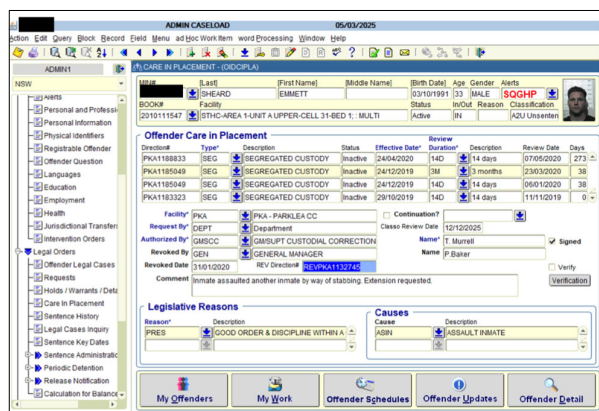 ADMIN CASELOAD 05/03/2025
Action Edit Query Block Record Field Menu ad Hoc Work Item word Processing Window Help
ADMIN1
CARE IN PLACEMENT - (OIDCIPLA)
NSW
Alerts
Personal and Professi
Personal Information
Physical Identifiers
Registrable Offender
Offender Question
Languages
Education
Employment
Health
Jurisdictional Transfers
Intervention Orders
Legal Orders
Offender Legal Cases
Requests
Holds / Warrants / Deta
Care In Placement
Sentence History
Legal Cases Inquiry
Sentence Key Dates
Sentence Administratio
Periodic Detention
Release Notification
Calculation for Balance
MIN# [Last] [First Name] [Middle Name] [Birth Date] Age Gender Alerts
SHEARD EMMETT 03/10/1991 33 MALE SQGHP
BOOK# Facility Status In/Out Reason Classification
2010111547 STHC-AREA 1-UNIT A UPPER-CELL 31-BED 1; : MULTI Active IN A2U Unsenten
Offender Care in Placement
Direction# Type* Description Status Effective Date* Review Duration* Description Review Date Days
PKA1188833 SEG SEGREGATED CUSTODY Inactive 24/04/2020 14D 14 days 07/05/2020 273
PKA1185049 SEG SEGREGATED CUSTODY Inactive 24/12/2019 3M 3 months 23/03/2020 38
PKA1185049 SEG SEGREGATED CUSTODY Inactive 24/12/2019 14D 14 days 06/01/2020 38
PKA1183323 SEG SEGREGATED CUSTODY Inactive 29/10/2019 14D 14 days 11/11/2019 0
Facility* PKA PKA - PARKLEA CC Continuation?
Request By* DEPT Department Classo Review Date 12/12/2025
Authorized By* GMSCC GM/SUPT CUSTODIAL CORRECTION Name* T. Murrell Signed
Revoked By GEN GENERAL MANAGER Name P.Baker
Revoked Date 31/01/2020 REV Direction# REVPKA1132745 Verify
Comment Inmate assaulted another inmate by way of stabbing. Extension requested. Verification
Legislative Reasons
Reason* Description
PRES GOOD ORDER & DISCIPLINE WITHIN A
Causes
Cause Description
ASIN ASSAULT INMATE
My Offenders
My Work
Offender Schedules
Offender Updates
Offender Detail